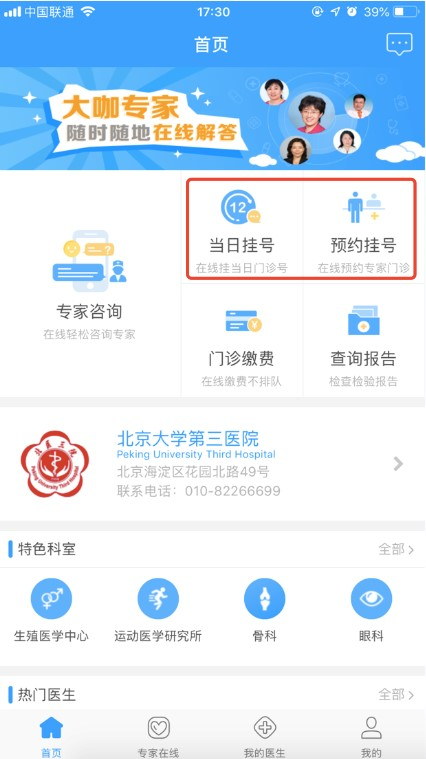 中国联通
17:30
39%
首页
大咖专家
随时随地在线解答
12
当日挂号
在线挂当日门诊号
预约挂号
在线预约专家门诊
专家咨询
在线轻松咨询专家
门诊缴费
在线缴费不排队
查询报告
检查检验报告
北京大学第三医院
Peking University Third Hospital
北京海淀区花园北路49号
联系电话：010-82266699
特色科室
全部
生殖医学中心
运动医学研究所
骨科
眼科
热门医生
全部
首页
专家在线
我的医生
我的